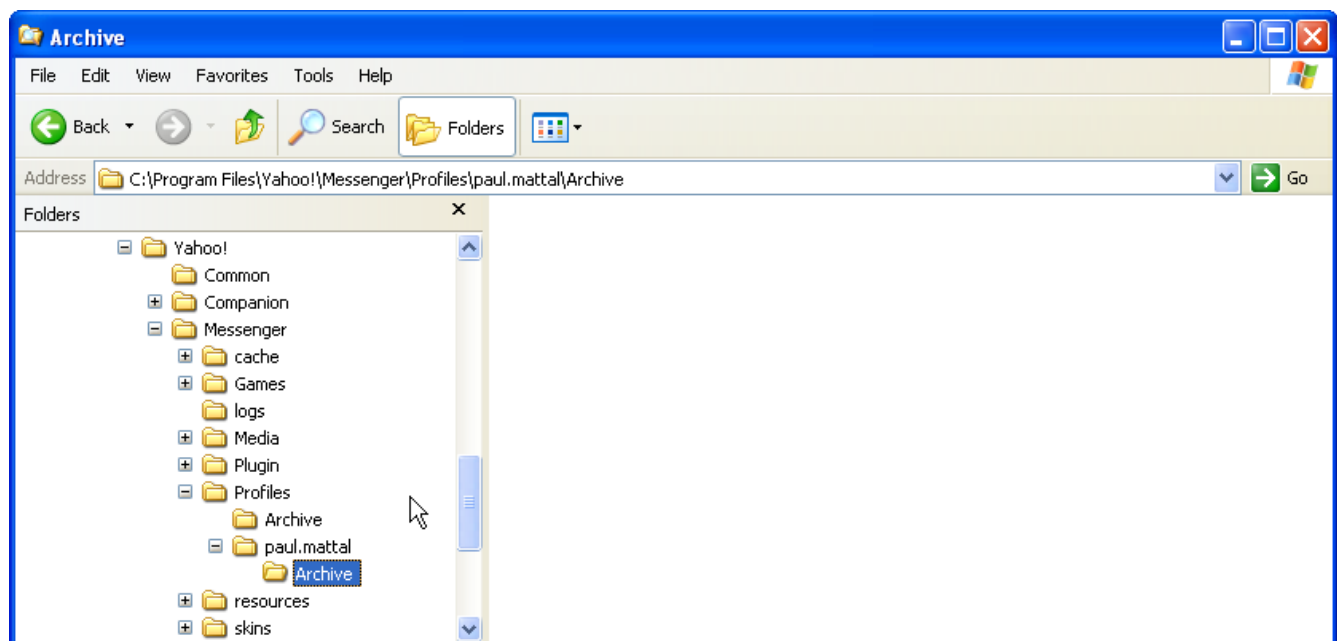 Archive
File Edit View Favorites Tools Help
Back Search Folders
Address C:\Program Files\Yahoo!\Messenger\Profiles\paul.mattal\Archive Go
Folders
Yahoo!
Common
Companion
Messenger
cache
Games
logs
Media
Plugin
Profiles
Archive
paul.mattal
Archive
resources
skins